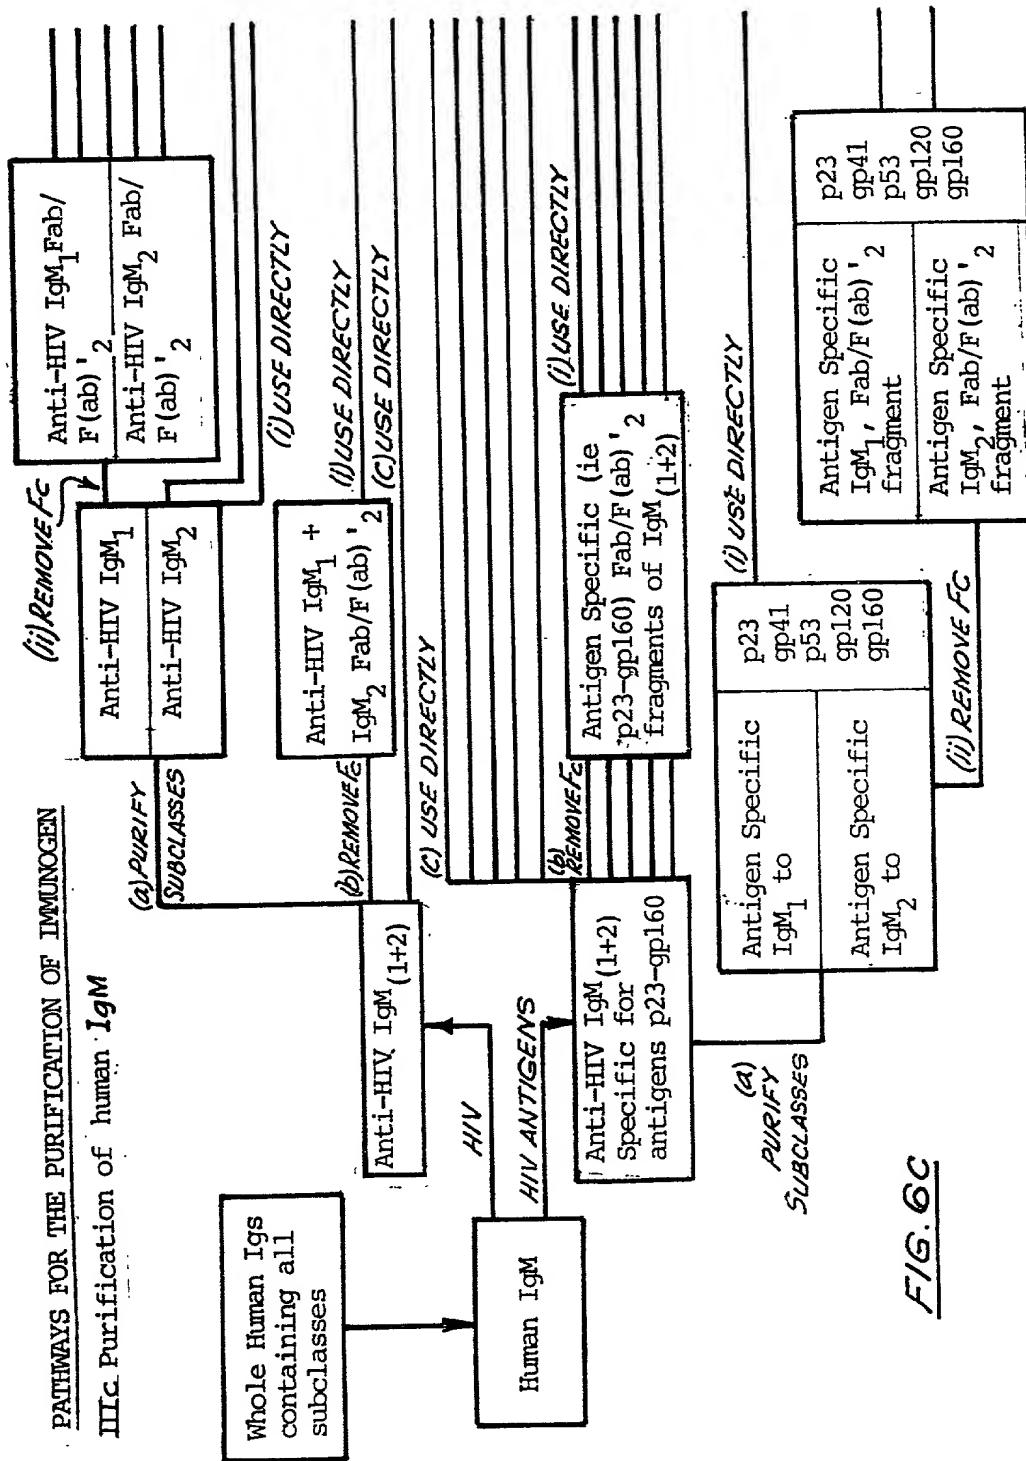 PATHWAYS FOR THE PURIFICATION OF IMMUNOGEN
IIIc Purification of human IgM
Whole Human Igs
containing all
subclasses
Human IgM
HIV
HIV ANTIGENS
Anti-HIV IgM(1+2)
Anti-HIV IgM(1+2)
Specific for
antigens p23-gp160
(a) PURIFY
SUBCLASSES
(b) REMOVE Fc
(C) USE DIRECTLY
(b)
REMOVE Fc
(a)
PURIFY
SUBCLASSES
Anti-HIV IgM1
Anti-HIV IgM2
(ii) REMOVE Fc
Anti-HIV IgM1 +
IgM2 Fab/F(ab)'2
Antigen Specific (ie
p23-gp160) Fab/F(ab)'2
fragments of IgM(1+2)
Antigen Specific
IgM1 to
Antigen Specific
IgM2 to
p23
gp41
p53
gp120
gp160
(ii) REMOVE Fc
Anti-HIV IgM1 Fab/
F(ab)'2
Anti-HIV IgM2 Fab/
F(ab)'2
(i) USE DIRECTLY
(i) USE DIRECTLY
(C) USE DIRECTLY
(i) USE DIRECTLY
(i) USE DIRECTLY
Antigen Specific
IgM1, Fab/F(ab)'2
fragment
Antigen Specific
IgM2, Fab/F(ab)'2
fragment
p23
gp41
p53
gp120
gp160
FIG. 6C